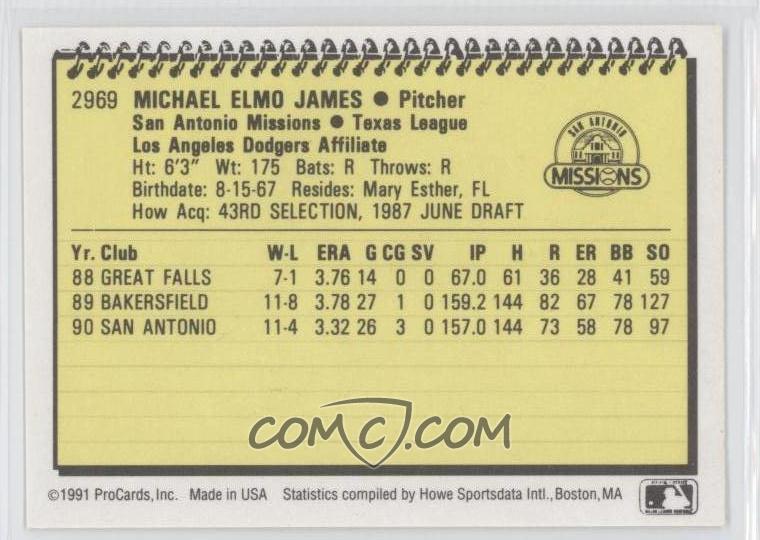 2969 MICHAEL ELMO JAMES ● Pitcher
San Antonio Missions ● Texas League
Los Angeles Dodgers Affiliate
Ht: 6'3" Wt: 175 Bats: R Throws: R
Birthdate: 8-15-67 Resides: Mary Esther, FL
How Acq: 43RD SELECTION, 1987 JUNE DRAFT
SAN ANTONIO
MISSIONS
Yr. Club W-L ERA G CG SV IP H R ER BB SO
88 GREAT FALLS 7-1 3.76 14 0 0 67.0 61 36 28 41 59
89 BAKERSFIELD 11-8 3.78 27 1 0 159.2 144 82 67 78 127
90 SAN ANTONIO 11-4 3.32 26 3 0 157.0 144 73 58 78 97
COMC.COM
©1991 ProCards, Inc. Made in USA Statistics compiled by Howe Sportsdata Intl., Boston, MA